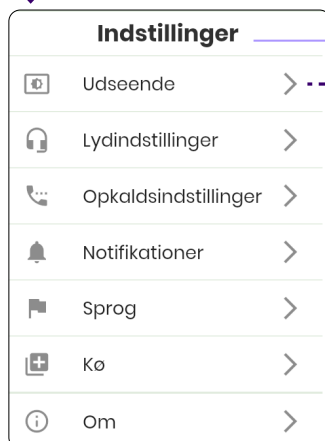 Indstillinger
Udseende
Lydindstillinger
Opkaldsindstillinger
Notifikationer
Sprog
Kø
Om